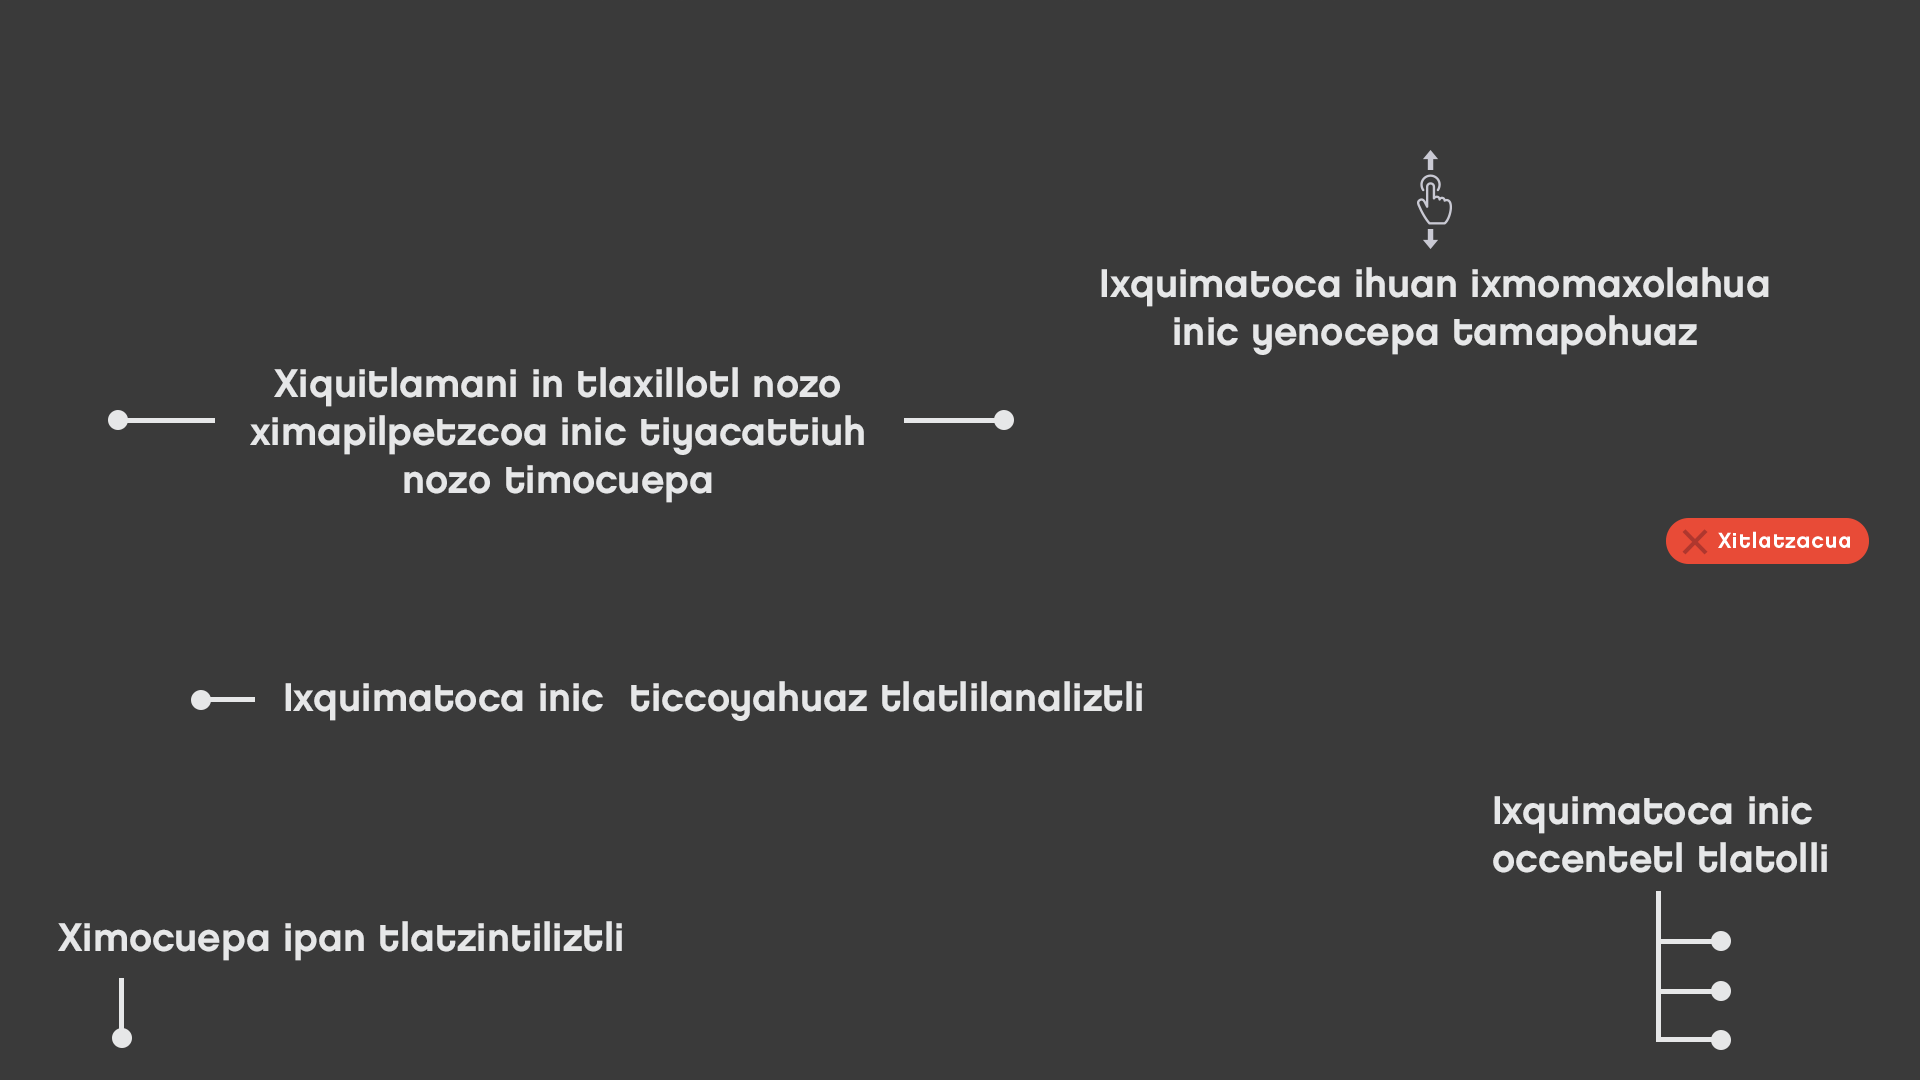 Ixquimatoca ihuan ixmomaxolahua
inic yenocepa tamapohuaz
Xiquitlamani in tlaxillotl nozo
ximapilpetzcoa inic tiyacattiuh
nozo timocuepa
Xitlatzacua
Ixquimatoca inic  ticcoyahuaz tlatlilanaliztli
Ixquimatoca inic
occentetl tlatolli
Ximocuepa ipan tlatzintiliztli